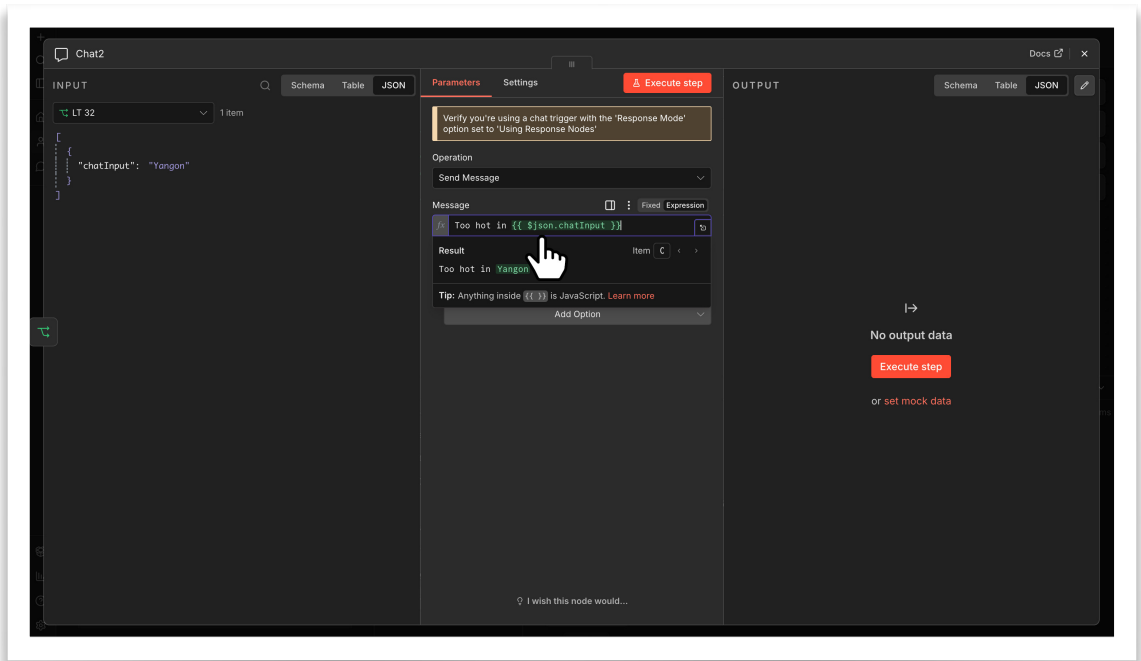 Chat2
Docs
INPUT
Schema Table JSON
LT 32
1 item
[
{
"chatInput": "Yangon"
}
]
Parameters Settings
Execute step
Verify you're using a chat trigger with the 'Response Mode'
option set to 'Using Response Nodes'
Operation
Send Message
Message
Fixed Expression
fx Too hot in {{ $json.chatInput }}
Result
Item C < >
Too hot in Yangon
Tip: Anything inside {{ }} is JavaScript. Learn more
Add Option
I wish this node would...
OUTPUT
Schema Table JSON
No output data
Execute step
or set mock data